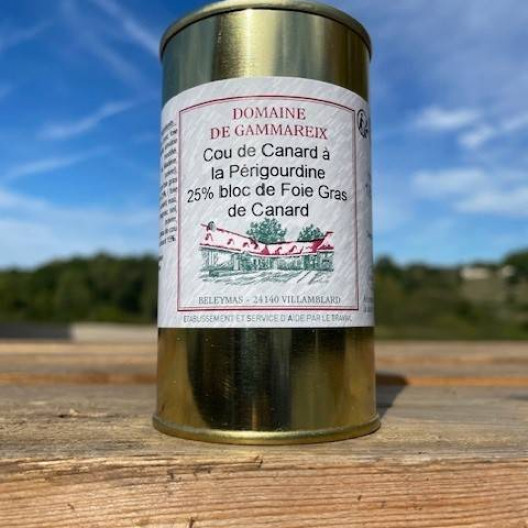 DOMAINE
DE GAMMAREIX
Cou de Canard à
la Périgourdine
25% bloc de Foie Gras
de Canard
BELEYMAS - 24140 VILLAMBLARD
ETABLISSEMENT ET SERVICE D'AIDE PAR LE TRAVAIL